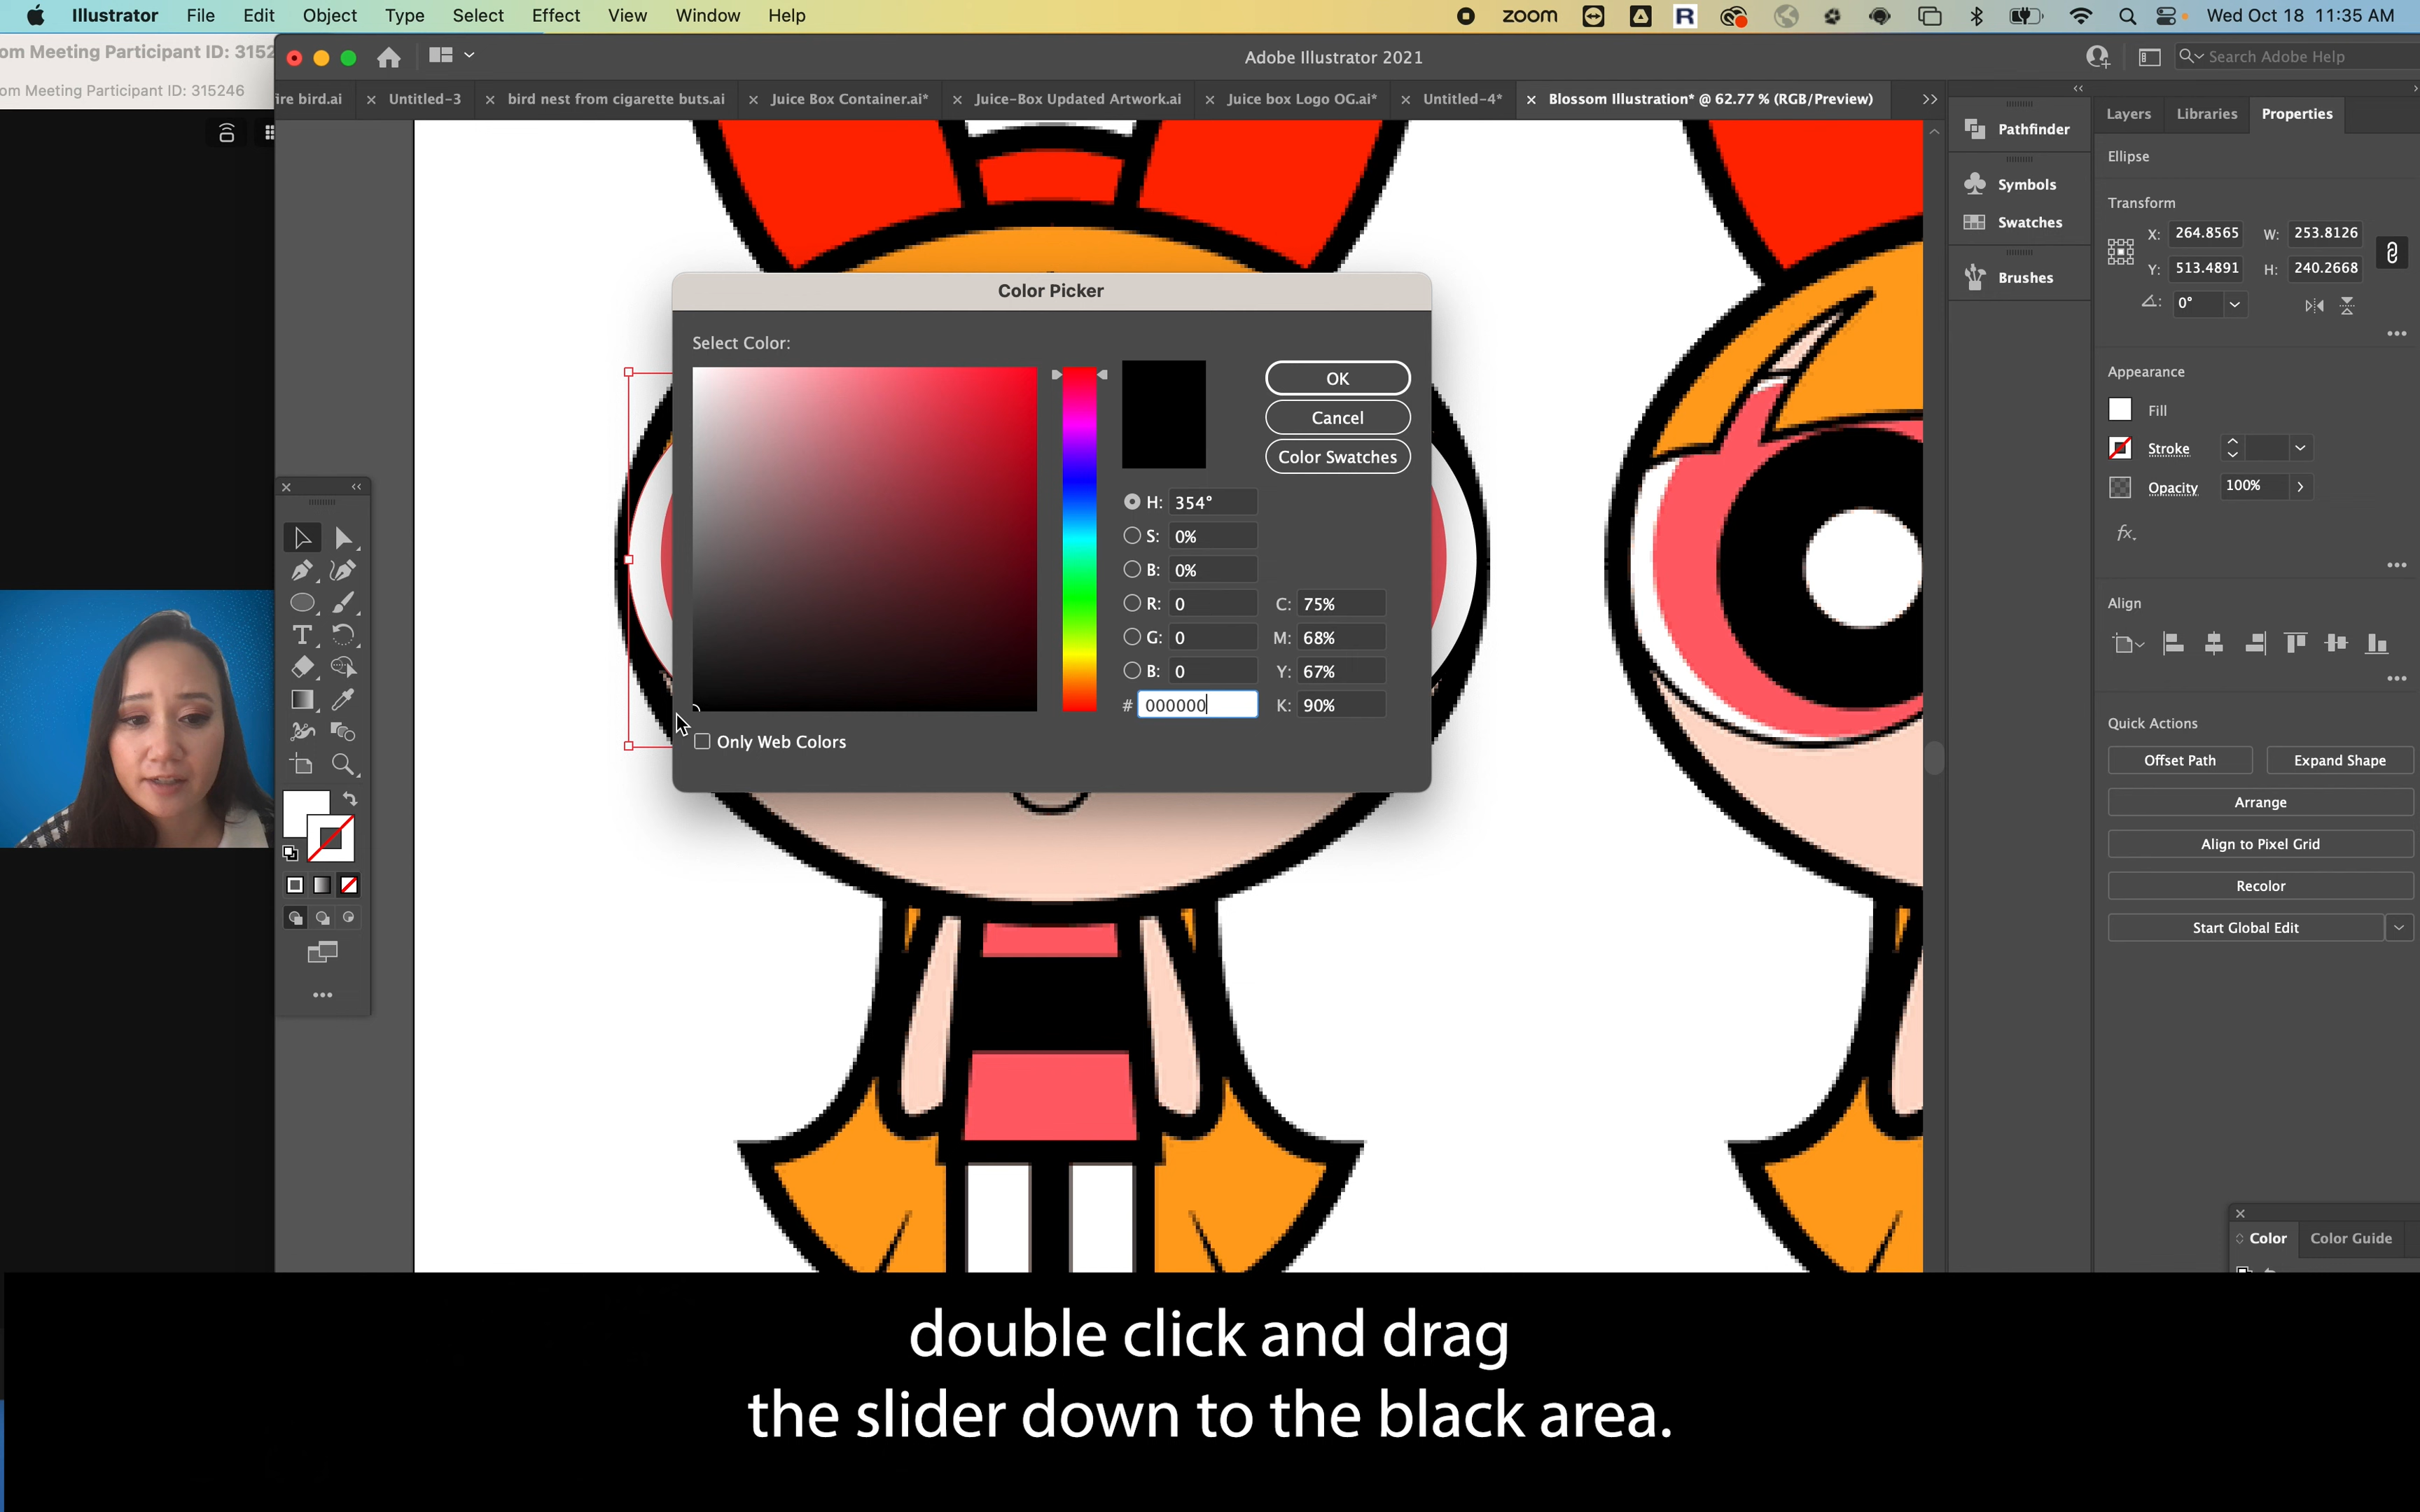 Illustrator File Edit Object Type Select Effect View Window Help
zoom
R
Wed Oct 18 11:35 AM
om Meeting Participant ID: 3152
om Meeting Participant ID: 315246
Adobe Illustrator 2021
Search Adobe Help
ire bird.ai
Untitled-3
bird nest from cigarette buts.ai
Juice Box Container.ai*
Juice-Box Updated Artwork.ai
Juice box Logo OG.ai*
Untitled-4*
Blossom Illustration* @ 62.77 % (RGB/Preview)
Pathfinder
Symbols
Swatches
Brushes
Layers Libraries Properties
Ellipse
Transform
X: 264.8565 W: 253.8126
Y: 513.4891 H: 240.2668
0°
Appearance
Fill
Stroke
Opacity 100%
fx.
Align
Quick Actions
Offset Path Expand Shape
Arrange
Align to Pixel Grid
Recolor
Start Global Edit
Color Color Guide
Color Picker
Select Color:
OK
Cancel
Color Swatches
H: 354°
S: 0%
B: 0%
R: 0 C: 75%
G: 0 M: 68%
B: 0 Y: 67%
# 000000 K: 90%
Only Web Colors
T
double click and drag
the slider down to the black area.